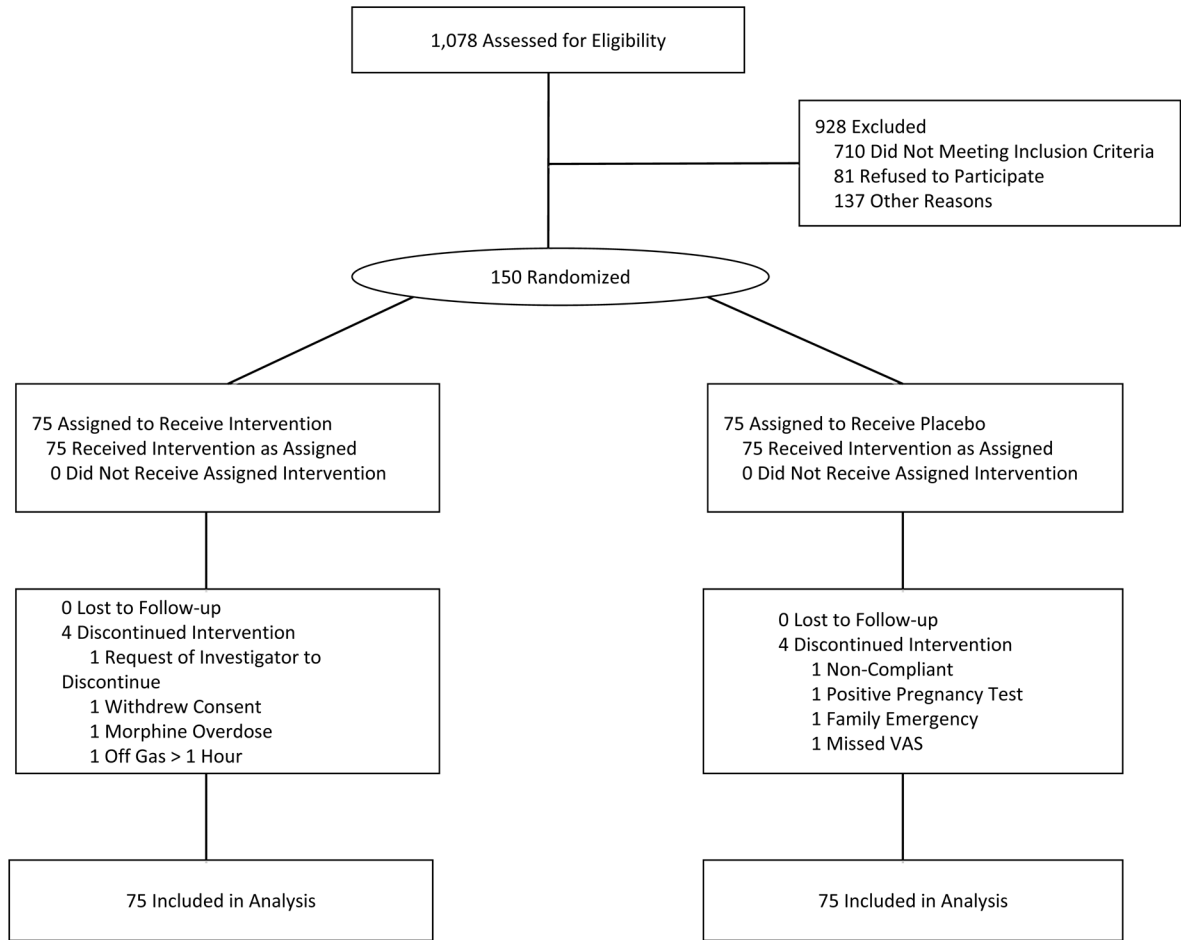 1,078 Assessed for Eligibility
928 Excluded
710 Did Not Meeting Inclusion Criteria
81 Refused to Participate
137 Other Reasons
150 Randomized
75 Assigned to Receive Intervention
75 Received Intervention as Assigned
0 Did Not Receive Assigned Intervention
75 Assigned to Receive Placebo
75 Received Intervention as Assigned
0 Did Not Receive Assigned Intervention
0 Lost to Follow-up
4 Discontinued Intervention
1 Request of Investigator to
Discontinue
1 Withdrew Consent
1 Morphine Overdose
1 Off Gas > 1 Hour
0 Lost to Follow-up
4 Discontinued Intervention
1 Non-Compliant
1 Positive Pregnancy Test
1 Family Emergency
1 Missed VAS
75 Included in Analysis
75 Included in Analysis